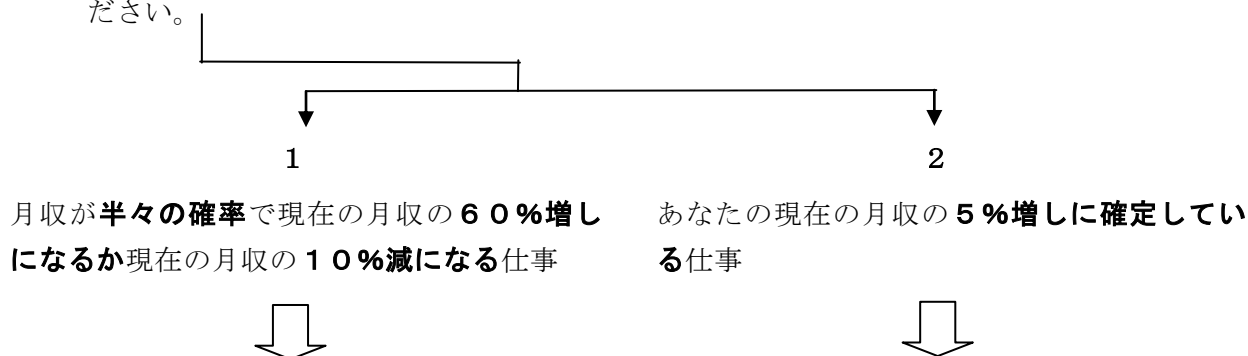 ださい。
1
2
月収が半々の確率で現在の月収の６０%増し
になるか現在の月収の１０%減になる仕事
あなたの現在の月収の５%増しに確定してい
る仕事